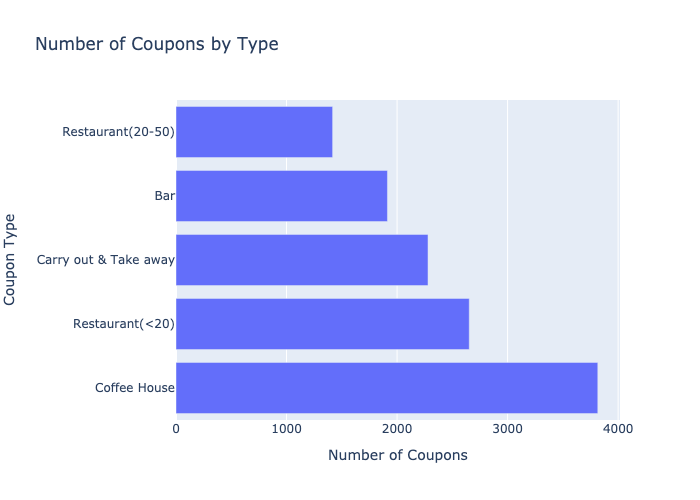 Number of Coupons by Type
Restaurant(20-50)
Bar
Carry out & Take away
Restaurant(<20)
Coffee House
Coupon Type
0 1000 2000 3000 4000
Number of Coupons